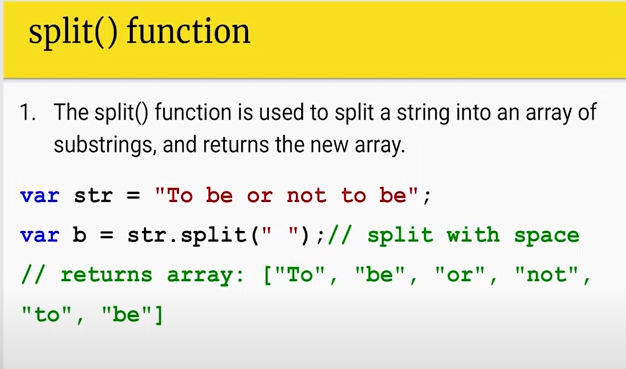 split() function
1. The split() function is used to split a string into an array of
substrings, and returns the new array.
var str = "To be or not to be";
var b = str.split(" ");// split with space
// returns array: ["To", "be", "or", "not",
"to", "be"]